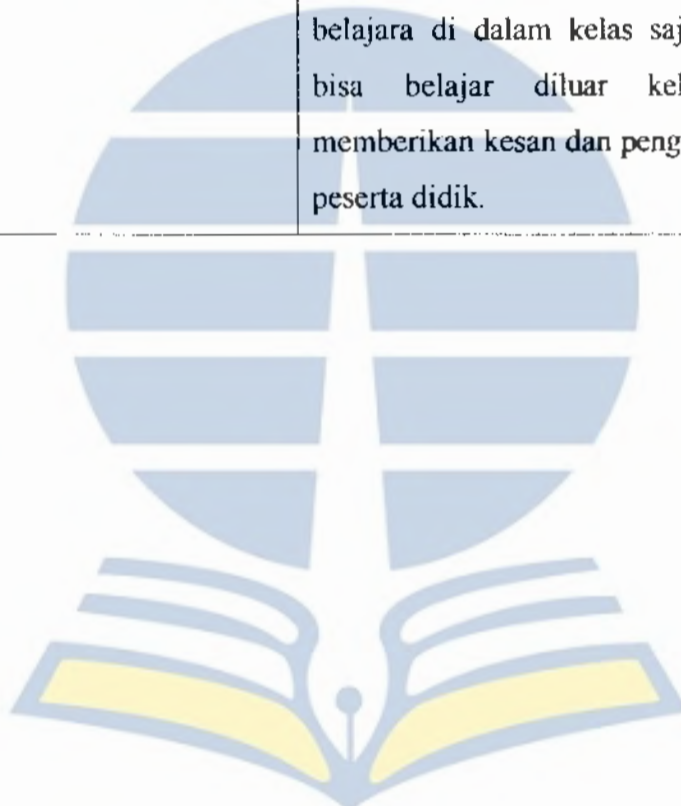 belajara di dalam kelas saj
bisa belajar diluar kel
memberikan kesan dan peng
peserta didik.